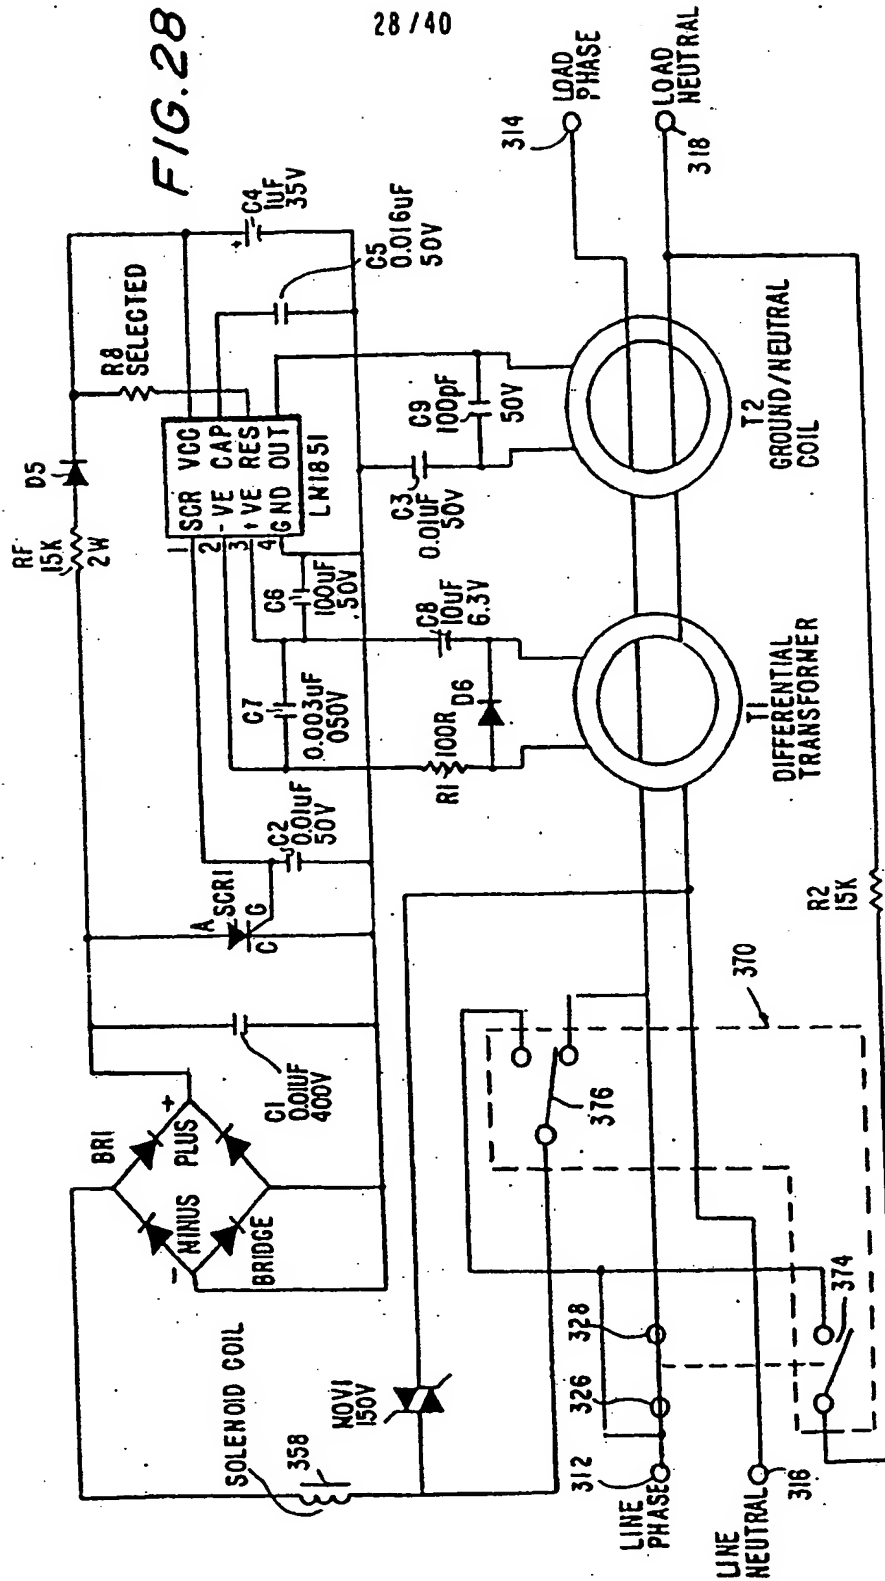 28/40
FIG.28
RF
15K
2W
D5
R8
SELECTED
C4
1uF
35V
+
C5
0.016uF
50V
1
2
3
4
SCR VCC
-VE CAP
+VE RES
GND OUT
LM1851
C6
100uF
.50V
C7
0.003uF
050V
C8
10uF
6.3V
D6
R1
100R
C3
0.01uF
50V
C9
100pF
50V
C2
0.01uF
50V
A
SCR1
G
C
C1
0.01UF
400V
BR1
+
PLUS
MINUS
-
BRIDGE
SOLENOID COIL
358
MOV1
150V
T1
DIFFERENTIAL
TRANSFORMER
T2
GROUND/NEUTRAL
COIL
314
LOAD
PHASE
LOAD
NEUTRAL
318
R2
15K
370
376
374
328
326
312
LINE
PHASE
LINE
NEUTRAL
316